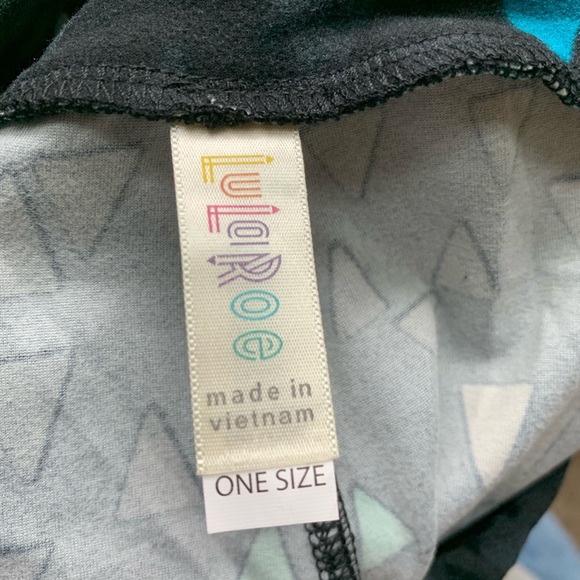 LuLaRoe
made in
vietnam
ONE SIZE